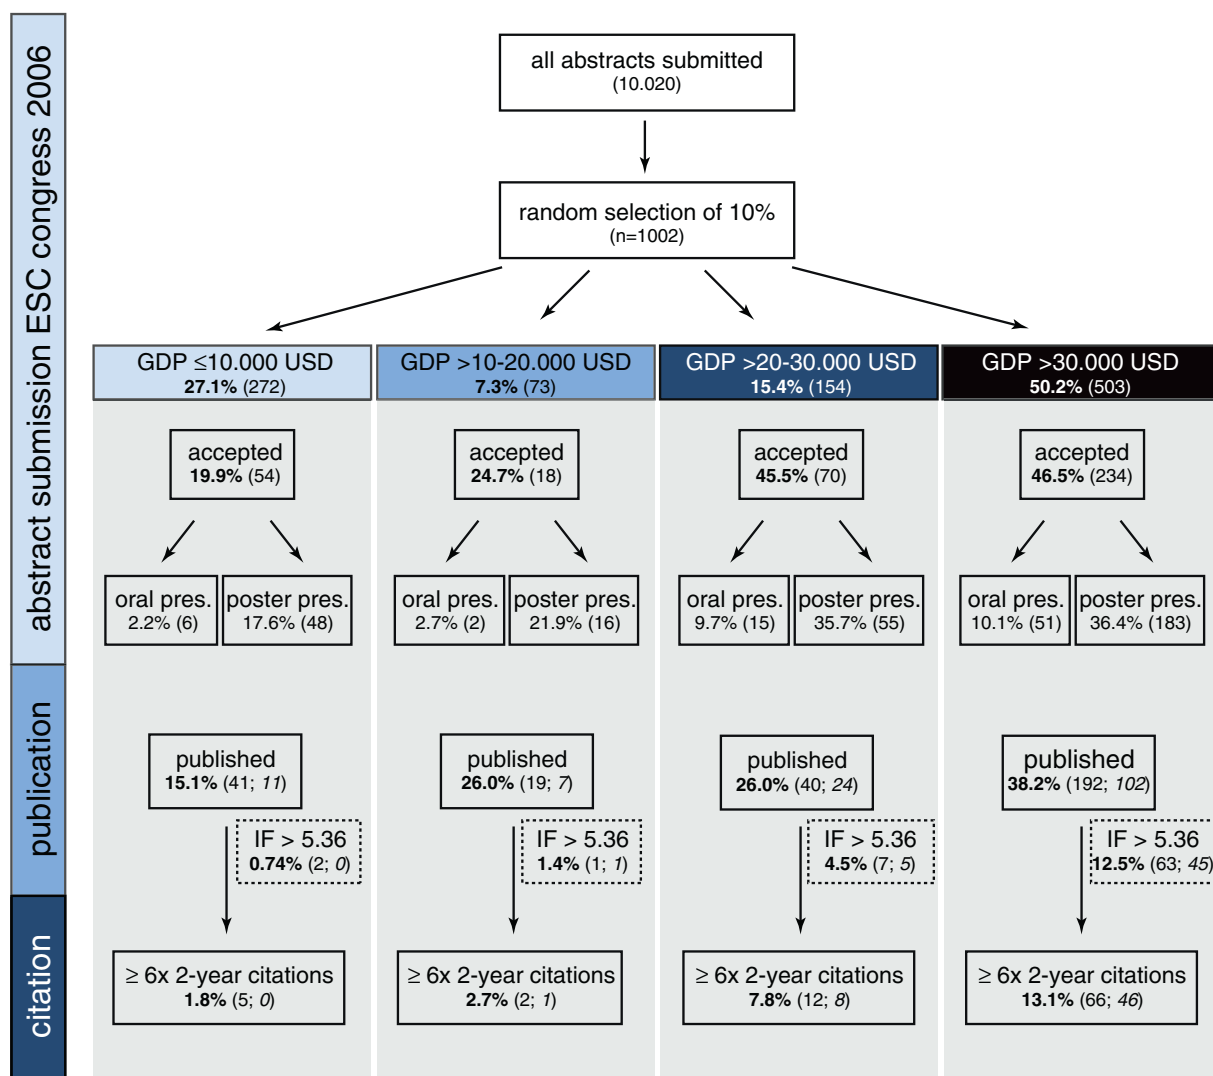 abstract submission ESC congress 2006
publication
citation
all abstracts submitted
(10.020)
random selection of 10%
(n=1002)
GDP ≤10.000 USD
27.1% (272)
accepted
19.9% (54)
oral pres.
2.2% (6)
poster pres.
17.6% (48)
published
15.1% (41; 11)
IF > 5.36
0.74% (2; 0)
≥ 6x 2-year citations
1.8% (5; 0)
GDP >10-20.000 USD
7.3% (73)
accepted
24.7% (18)
oral pres.
2.7% (2)
poster pres.
21.9% (16)
published
26.0% (19; 7)
IF > 5.36
1.4% (1; 1)
≥ 6x 2-year citations
2.7% (2; 1)
GDP >20-30.000 USD
15.4% (154)
accepted
45.5% (70)
oral pres.
9.7% (15)
poster pres.
35.7% (55)
published
26.0% (40; 24)
IF > 5.36
4.5% (7; 5)
≥ 6x 2-year citations
7.8% (12; 8)
GDP >30.000 USD
50.2% (503)
accepted
46.5% (234)
oral pres.
10.1% (51)
poster pres.
36.4% (183)
published
38.2% (192; 102)
IF > 5.36
12.5% (63; 45)
≥ 6x 2-year citations
13.1% (66; 46)